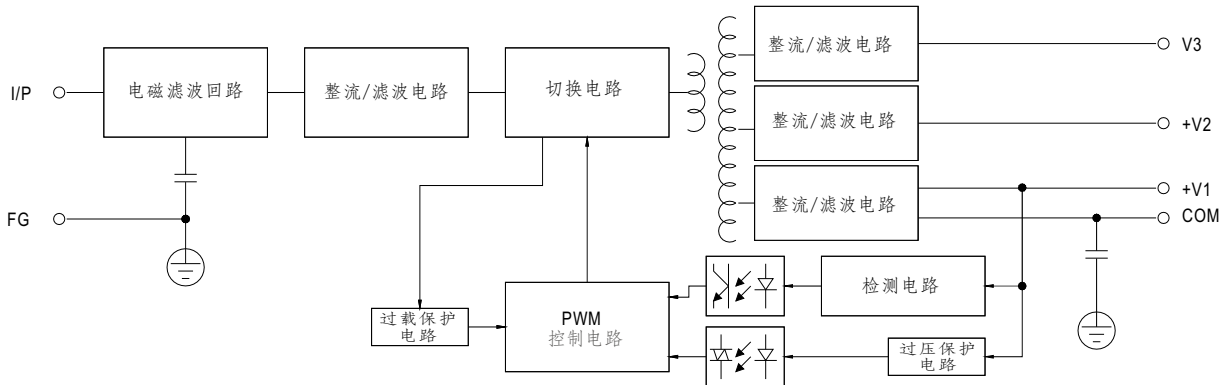 整流/滤波电路
V3
I/P
电磁滤波回路
整流/滤波电路
切换电路
整流/滤波电路
+V2
整流/滤波电路
+V1
COM
FG
检测电路
过载保护
电路
PWM
控制电路
过压保护
电路